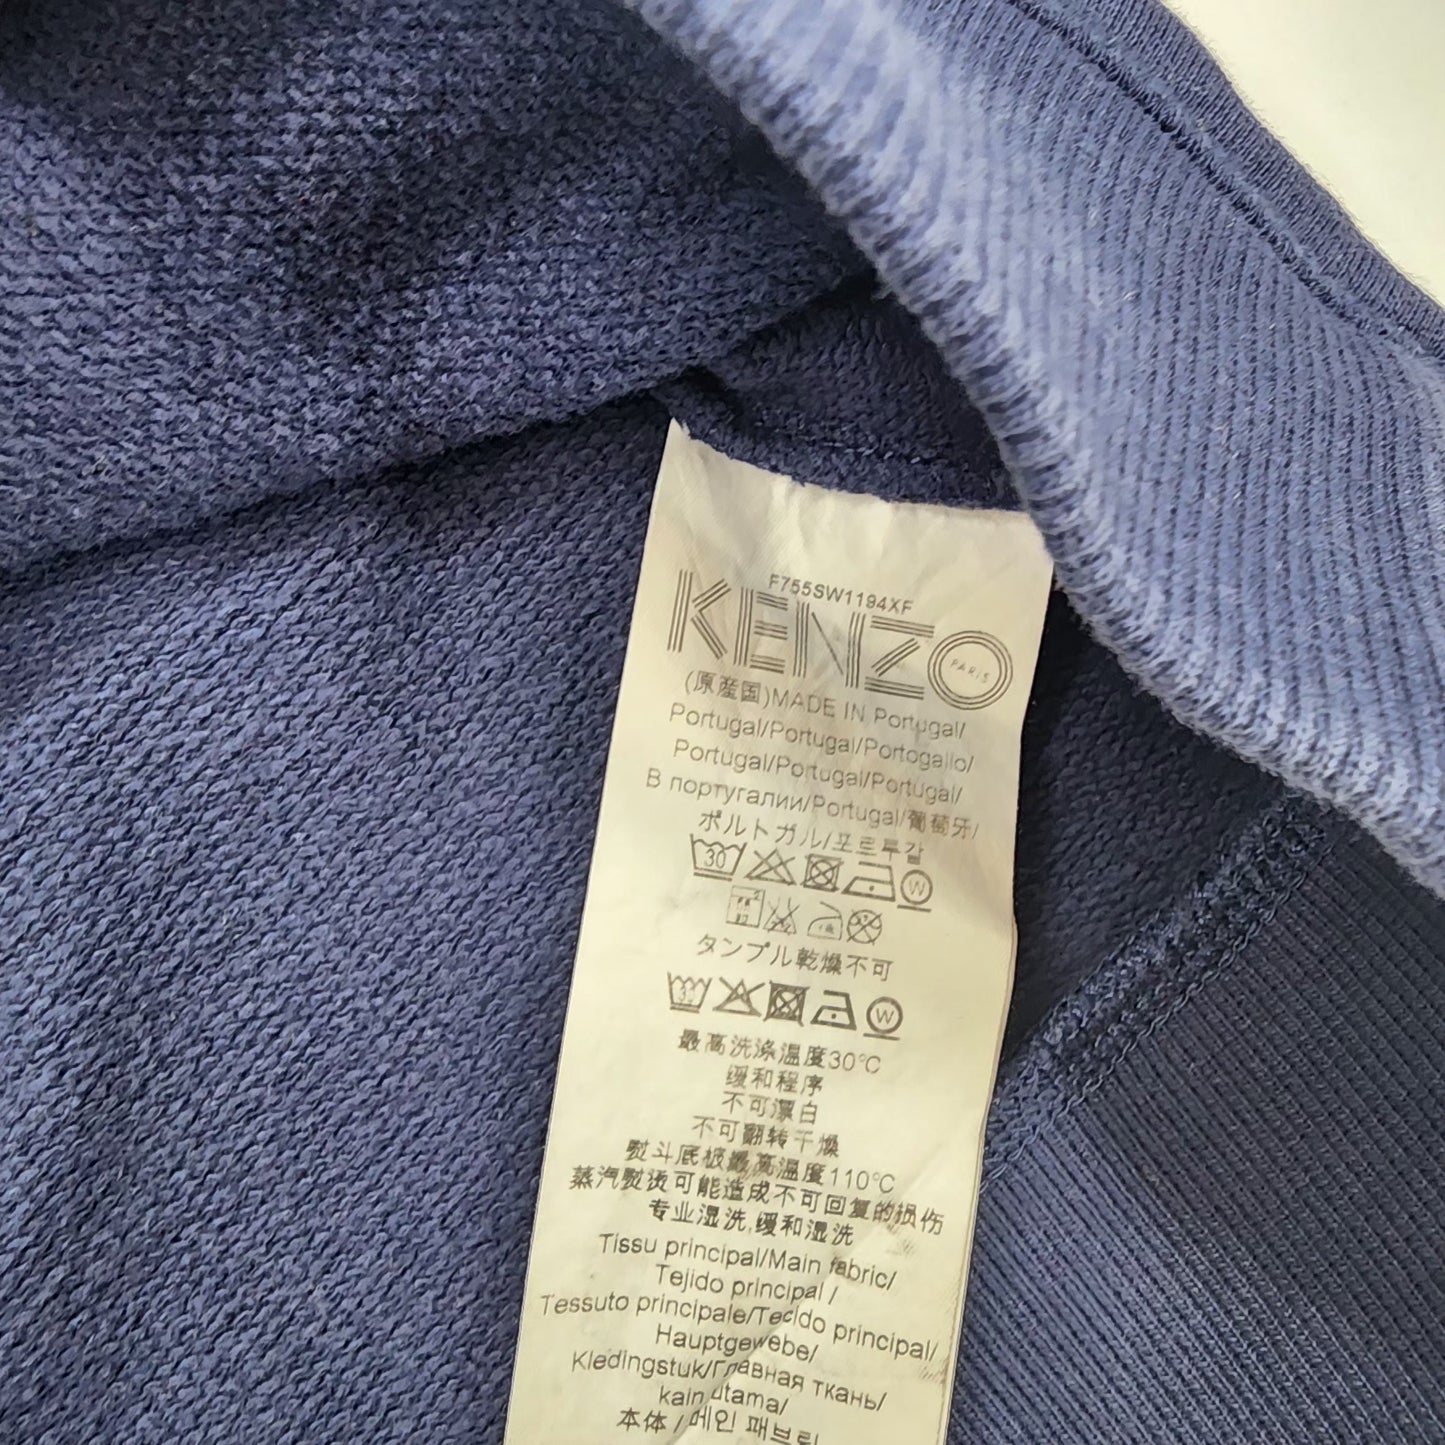 F755SW1194XF
KENZO
PARIS
(原産国)MADE IN Portugal/
Portugal/Portugal/Portogallo/
Portugal/Portugal/Portugal/
В португалии/Portugal/葡萄牙/
ポルトガル/포르투갈
30 W
タンブル乾燥不可
30 W
最高洗涤温度30°C
缓和程序
不可漂白
不可翻转干燥
熨斗底板最高温度110°C
蒸汽熨烫可能造成不可回复的损伤
专业湿洗,缓和湿洗
Tissu principal/Main fabric/
Tejido principal /
Tessuto principale/Tecido principal/
Hauptgewebe/
Kledingstuk/Главная ткань/
kain utama/
本体 /메인 패브릭